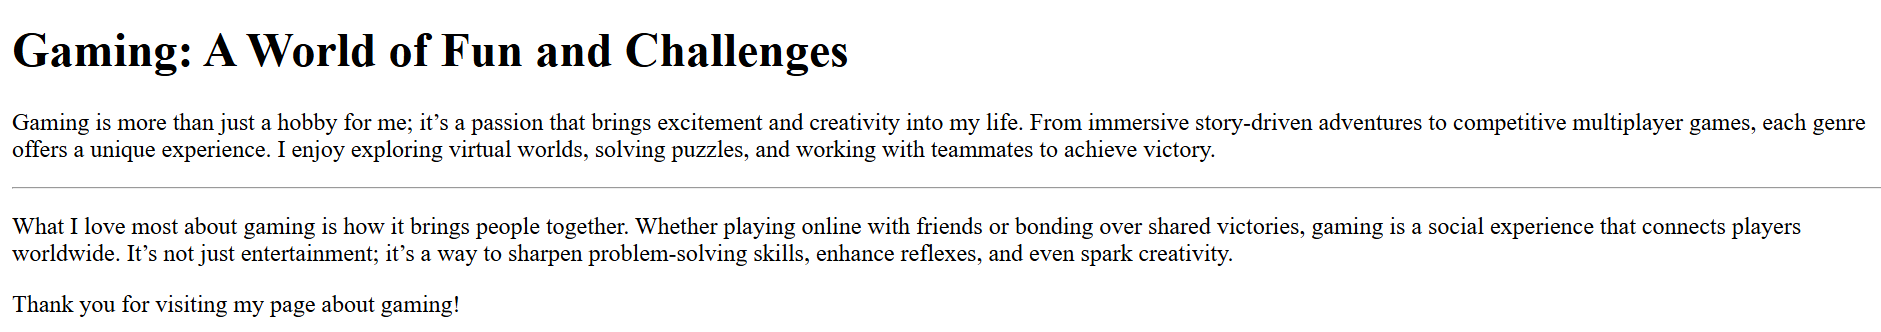 Gaming: A World of Fun and Challenges
Gaming is more than just a hobby for me; it’s a passion that brings excitement and creativity into my life. From immersive story-driven adventures to competitive multiplayer games, each genre
offers a unique experience. I enjoy exploring virtual worlds, solving puzzles, and working with teammates to achieve victory.
What I love most about gaming is how it brings people together. Whether playing online with friends or bonding over shared victories, gaming is a social experience that connects players
worldwide. It’s not just entertainment; it’s a way to sharpen problem-solving skills, enhance reflexes, and even spark creativity.
Thank you for visiting my page about gaming!